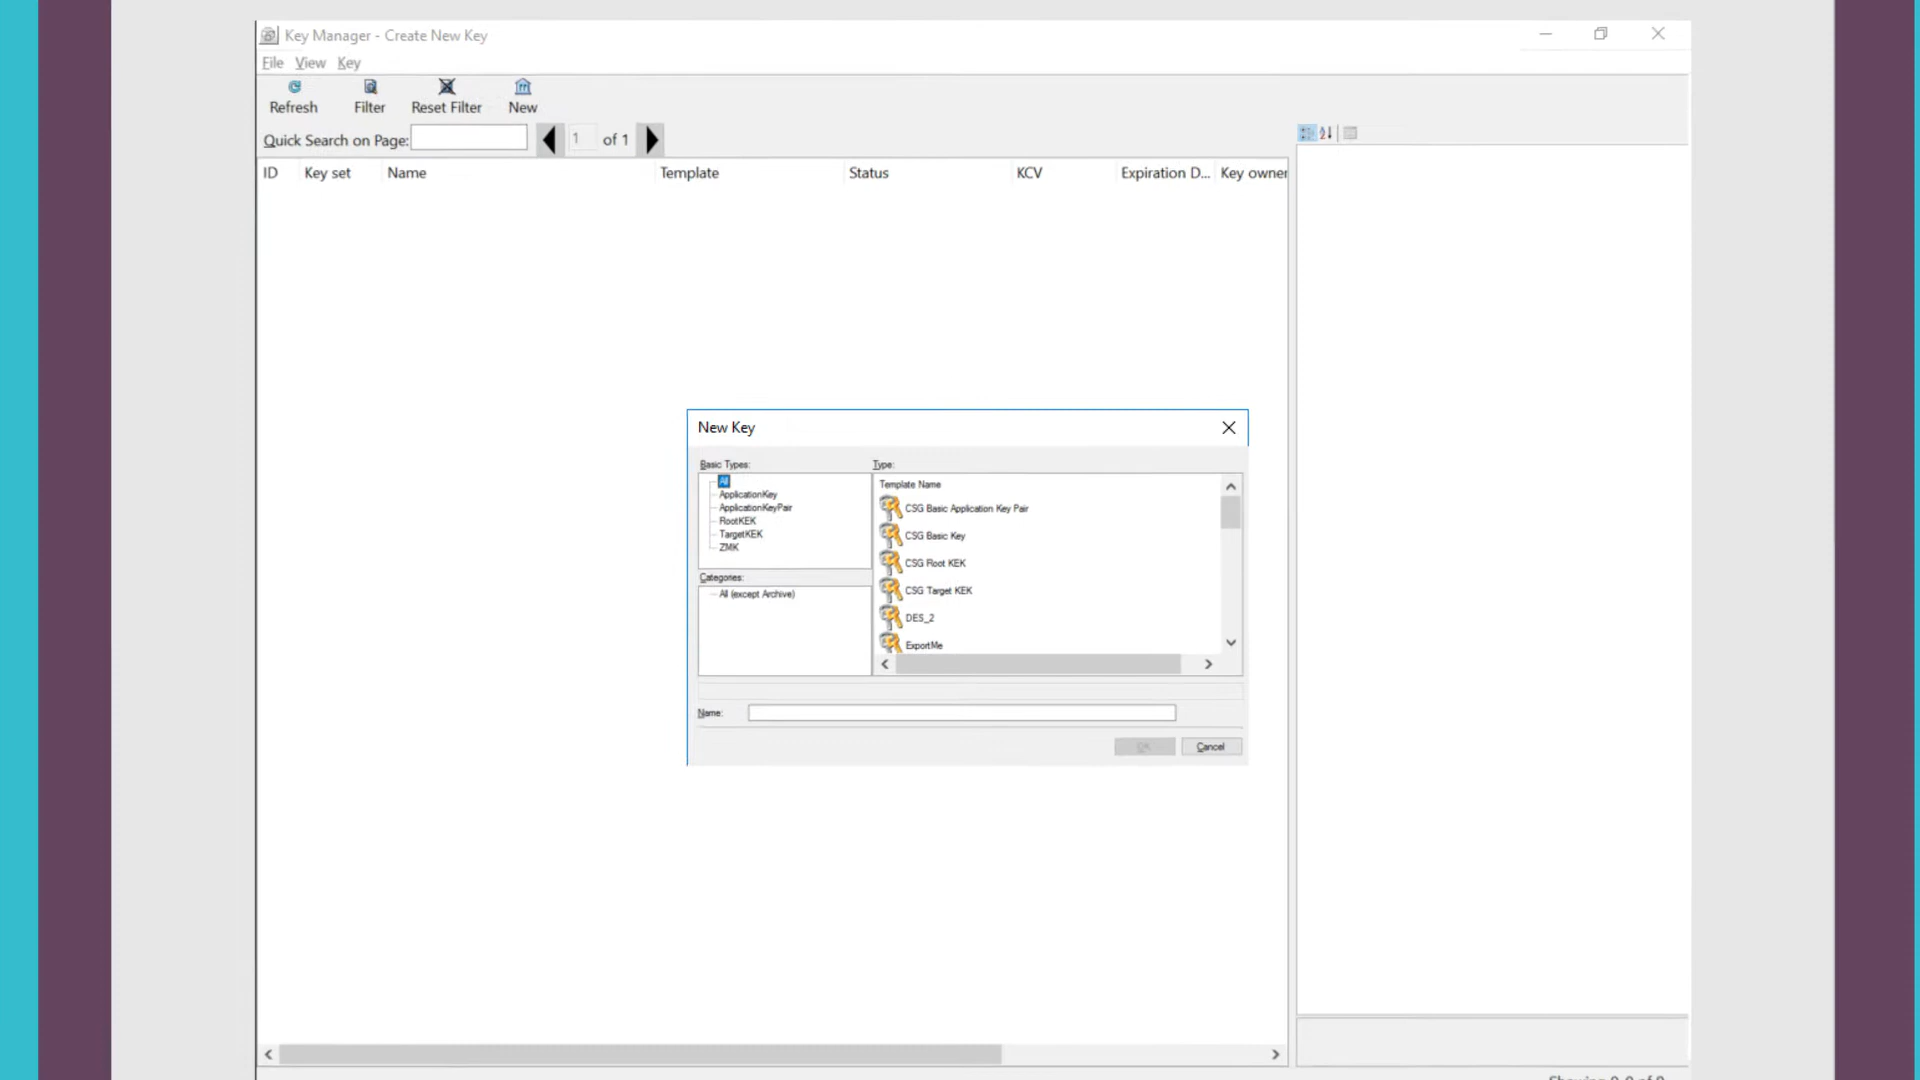 Key Manager - Create New Key
File View Key
Refresh Filter Reset Filter New
Quick Search on Page: 1 of 1
ID Key set Name Template Status KCV Expiration D... Key owner
New Key
Basic Types: Type:
All
ApplicationKey
ApplicationKeyPair
RootKEK
TargetKEK
ZMK
Categories:
All (except Archive)
Template Name
CSG Basic Application Key Pair
CSG Basic Key
CSG Root KEK
CSG Target KEK
DES_2
ExportMe
Name:
OK Cancel